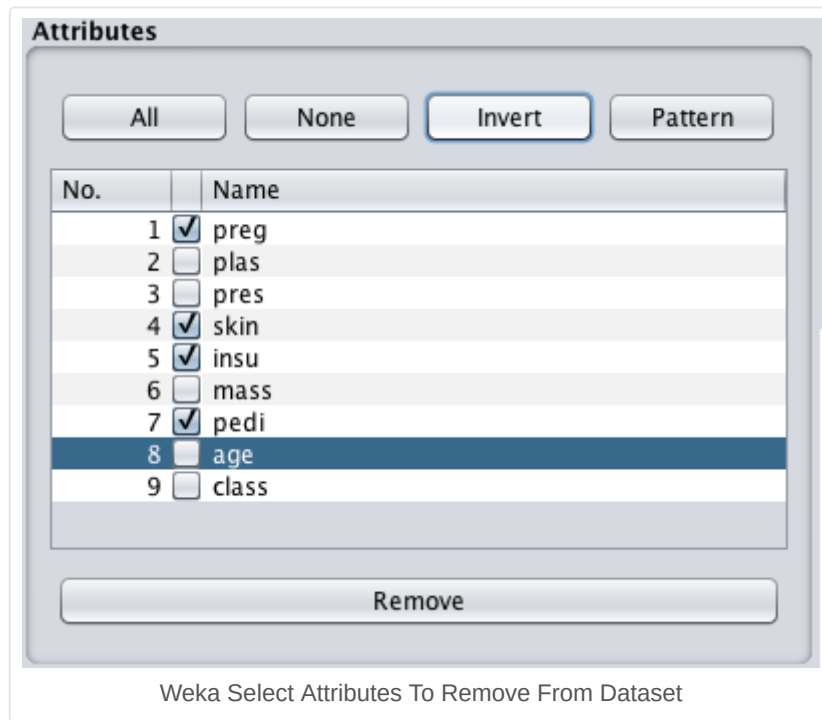 Attributes
All None Invert Pattern
No. Name
1 preg
2 plas
3 pres
4 skin
5 insu
6 mass
7 pedi
8 age
9 class
Remove
Weka Select Attributes To Remove From Dataset